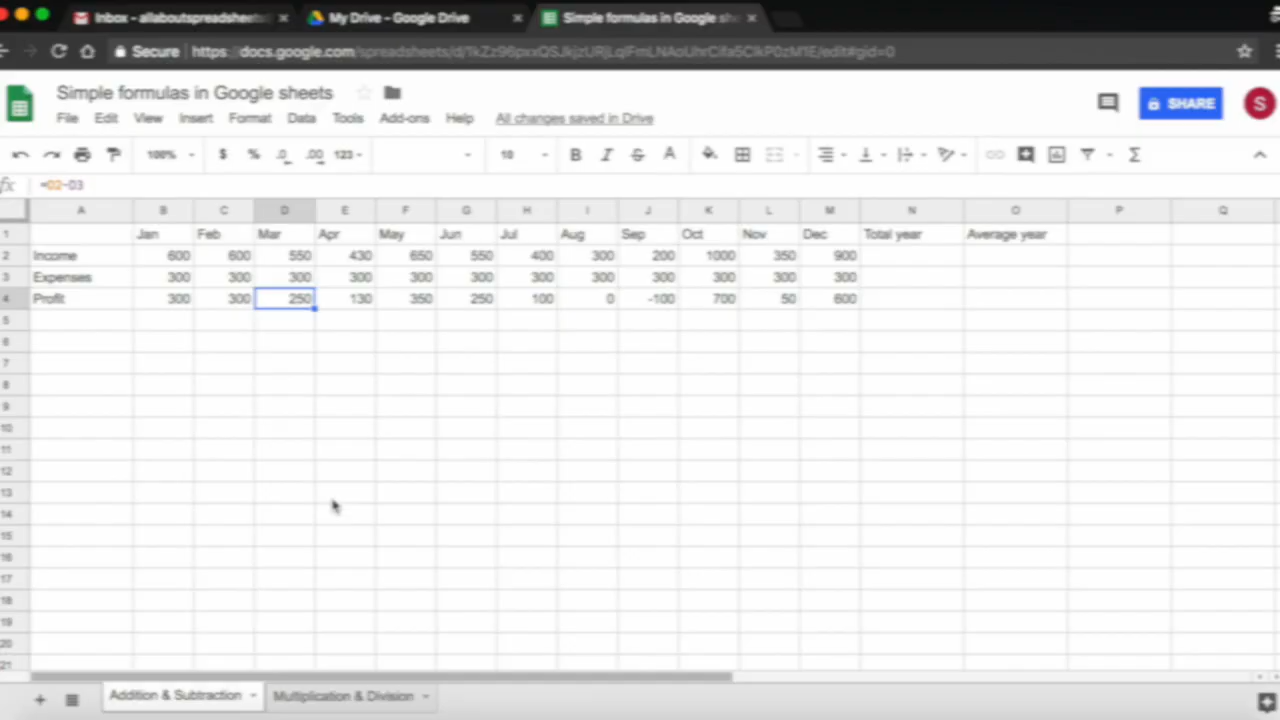 Inbox - allaboutspreadsheets
My Drive - Google Drive
Simple formulas in Google sh
Secure
Simple formulas in Google sheets
SHARE
S
File Edit View Insert Format Data Tools Add-ons Help All changes saved in Drive
100% $ % .0 .00 123 10 B I S A Σ
fx =D2-D3
A B C D E F G H I J K L M N O P Q
1 Jan Feb Mar Apr May Jun Jul Aug Sep Oct Nov Dec Total year Average year
2 Income 600 600 550 430 650 550 400 300 200 1000 350 900
3 Expenses 300 300 300 300 300 300 300 300 300 300 300 300
4 Profit 300 300 250 130 350 250 100 0 -100 700 50 600
5
6
7
8
9
10
11
12
13
14
15
16
17
18
19
20
21
Addition & Subtraction Multiplication & Division